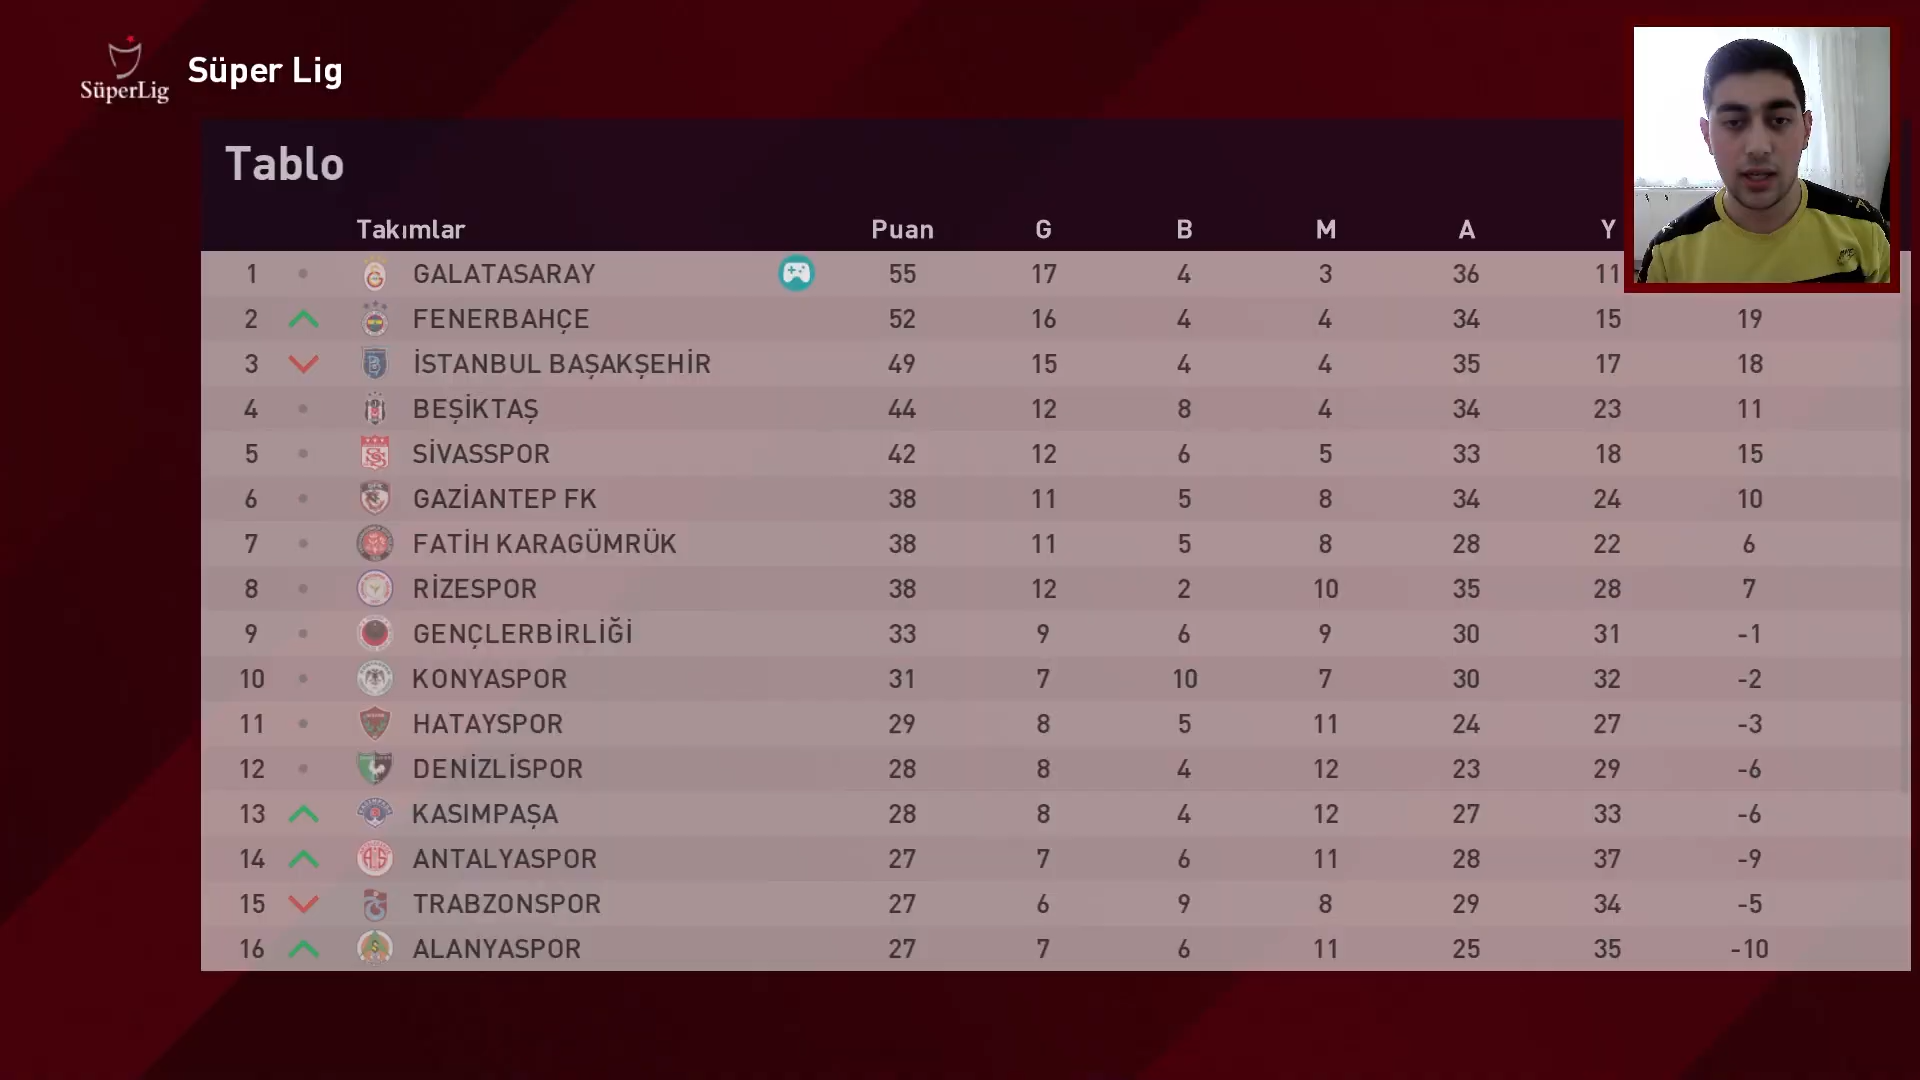 SüperLig
Süper Lig
Tablo
Takımlar Puan G B M A Y
1 GALATASARAY 55 17 4 3 36 11
2 FENERBAHÇE 52 16 4 4 34 15 19
3 İSTANBUL BAŞAKŞEHİR 49 15 4 4 35 17 18
4 BEŞİKTAŞ 44 12 8 4 34 23 11
5 SİVASSPOR 42 12 6 5 33 18 15
6 GAZİANTEP FK 38 11 5 8 34 24 10
7 FATİH KARAGÜMRÜK 38 11 5 8 28 22 6
8 RİZESPOR 38 12 2 10 35 28 7
9 GENÇLERBİRLİĞİ 33 9 6 9 30 31 -1
10 KONYASPOR 31 7 10 7 30 32 -2
11 HATAYSPOR 29 8 5 11 24 27 -3
12 DENİZLİSPOR 28 8 4 12 23 29 -6
13 KASIMPAŞA 28 8 4 12 27 33 -6
14 ANTALYASPOR 27 7 6 11 28 37 -9
15 TRABZONSPOR 27 6 9 8 29 34 -5
16 ALANYASPOR 27 7 6 11 25 35 -10